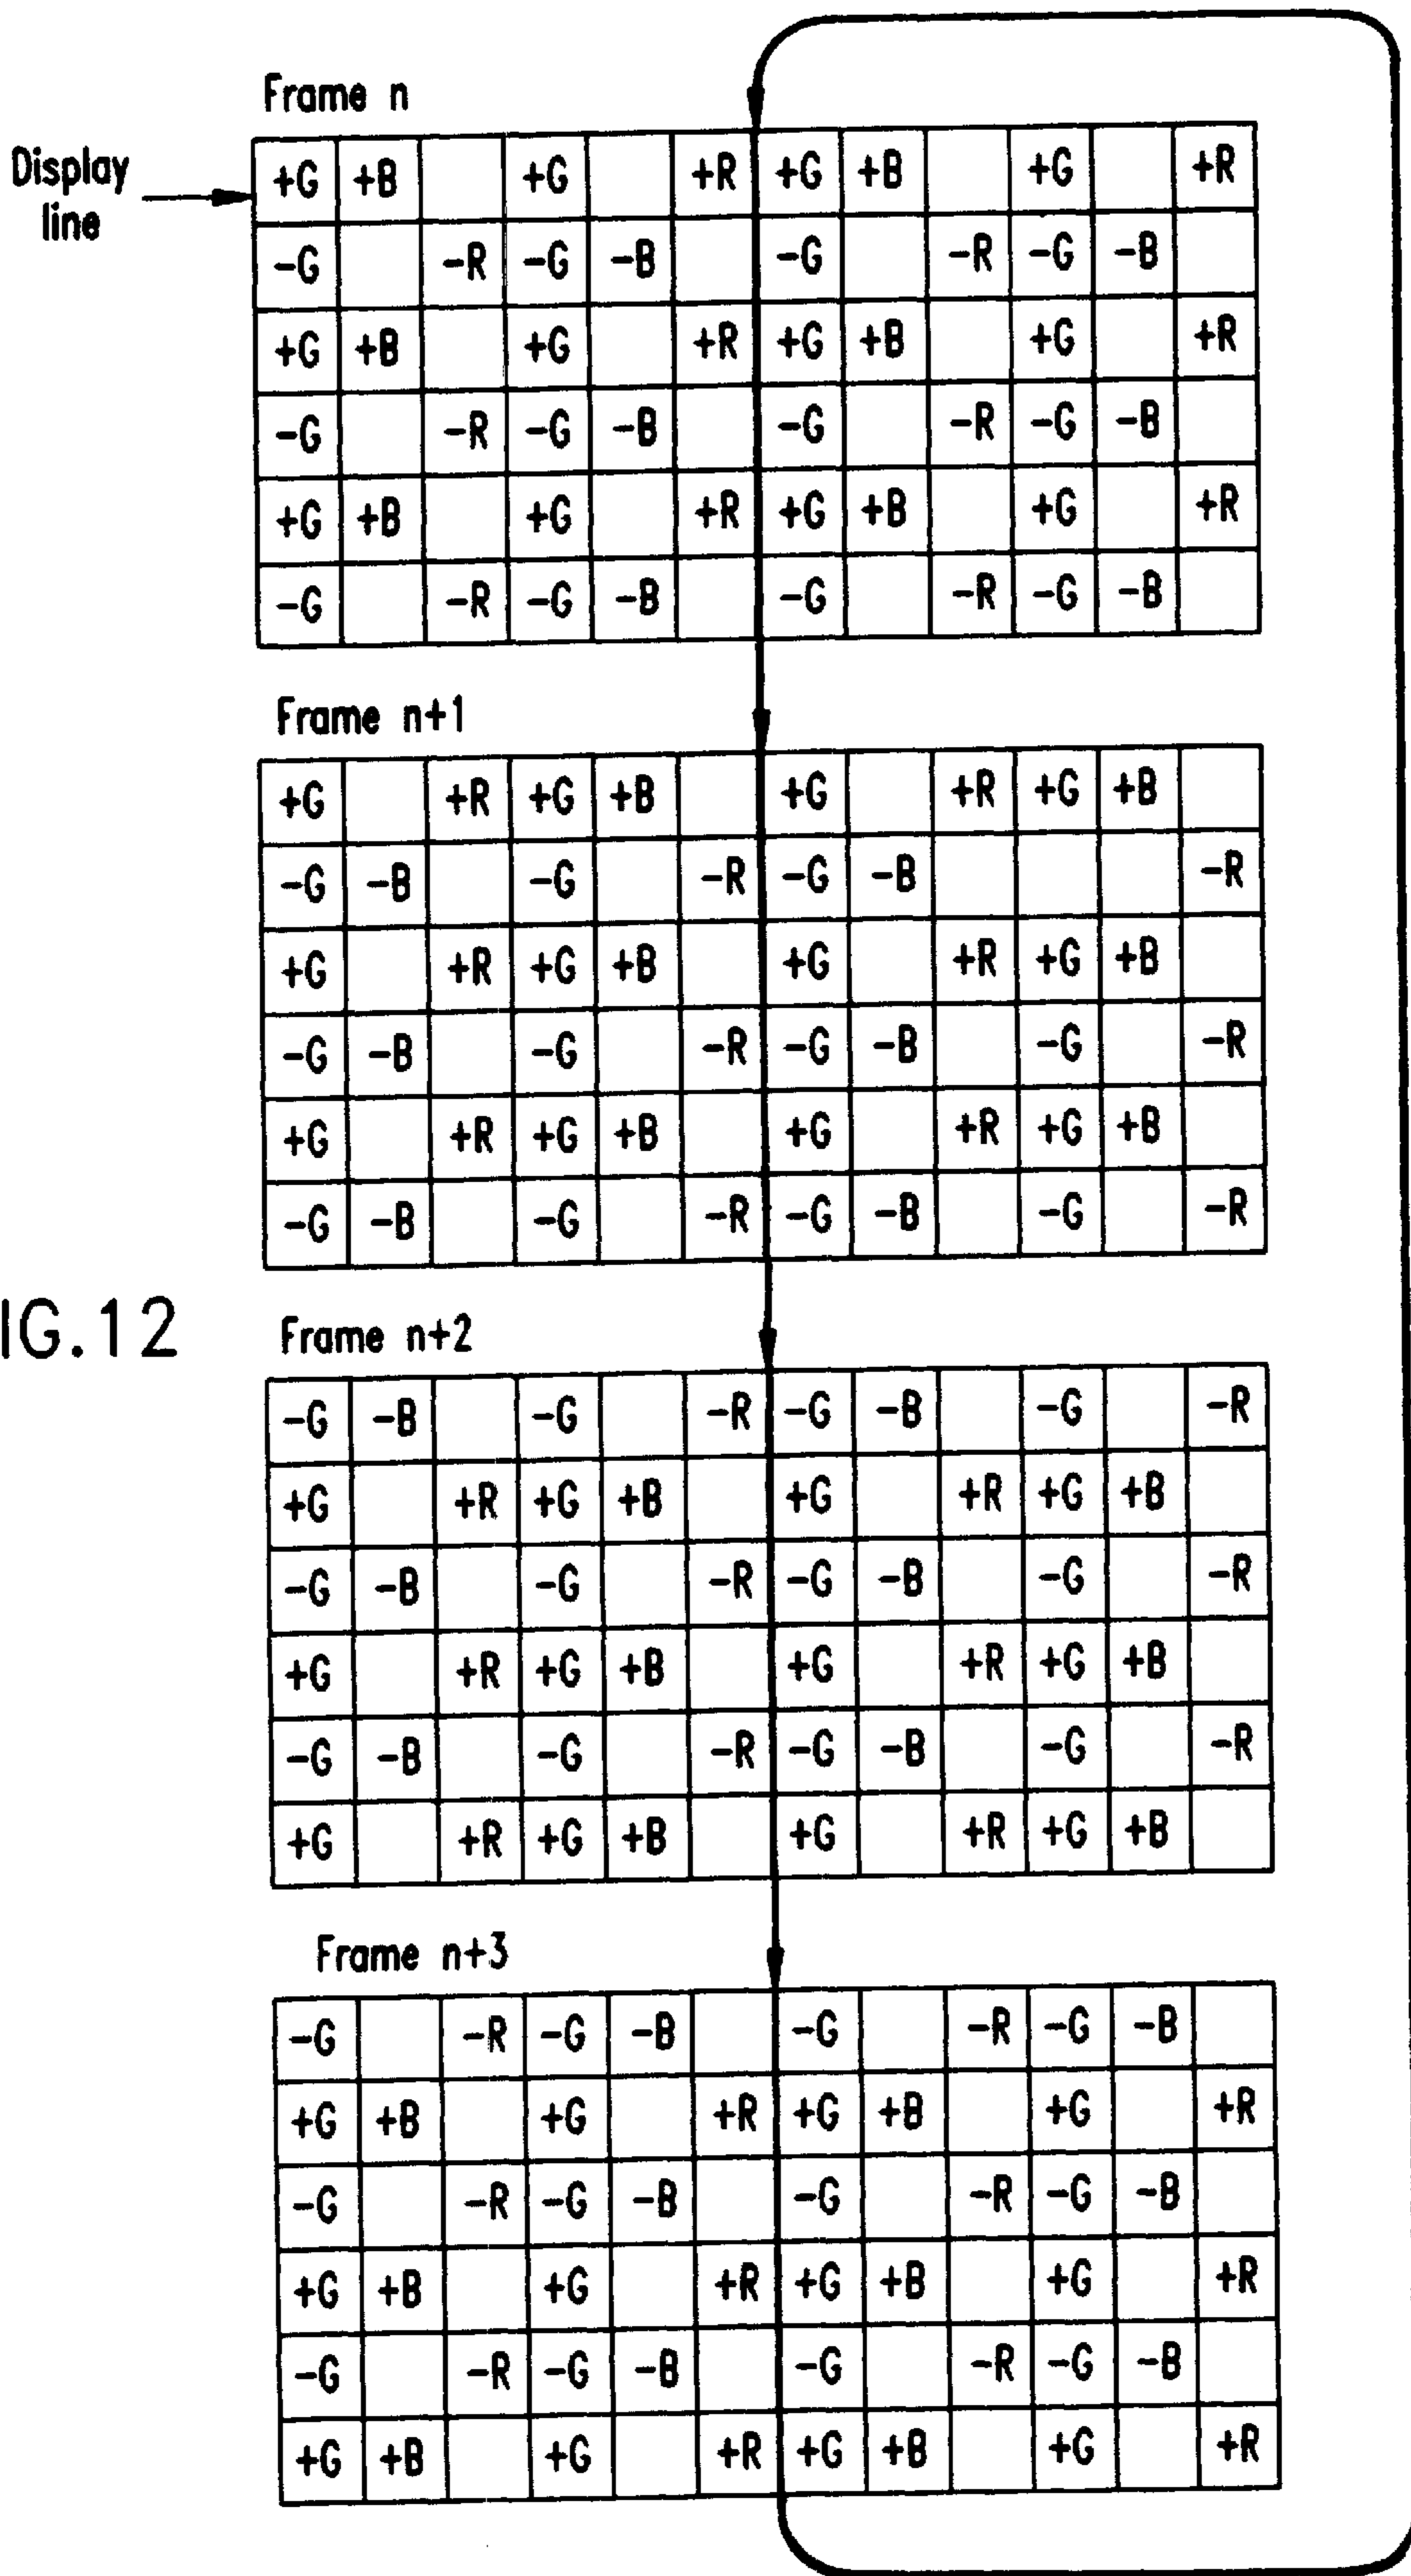 Frame n
Display
line
+G +B +G +R +G +B +G +R
-G -R -G -B -G -R -G -B
+G +B +G +R +G +B +G +R
-G -R -G -B -G -R -G -B
+G +B +G +R +G +B +G +R
-G -R -G -B -G -R -G -B
Frame n+1
+G +R +G +B +G +R +G +B
-G -B -G -R -G -B -R
+G +R +G +B +G +R +G +B
-G -B -G -R -G -B -G -R
+G +R +G +B +G +R +G +B
-G -B -G -R -G -B -G -R
IG.12
Frame n+2
-G -B -G -R -G -B -G -R
+G +R +G +B +G +R +G +B
-G -B -G -R -G -B -G -R
+G +R +G +B +G +R +G +B
-G -B -G -R -G -B -G -R
+G +R +G +B +G +R +G +B
Frame n+3
-G -R -G -B -G -R -G -B
+G +B +G +R +G +B +G +R
-G -R -G -B -G -R -G -B
+G +B +G +R +G +B +G +R
-G -R -G -B -G -R -G -B
+G +B +G +R +G +B +G +R